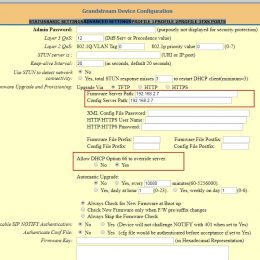 Grandstream Device Configuration
STATUS BASIC SETTINGS ADVANCED SETTINGS PROFILE 1 PROFILE 2 PROFILE 3 FXS PORTS
Admin Password: (purposely not displayed for security protection)
Layer 3 QoS: 12 (Diff-Serv or Precedence value)
Layer 2 QoS: 802.1Q/VLAN Tag 0 802.1p priority value 0 (0-7)
STUN server is : (URI or IP:port)
Keep-alive Interval: 20 (in seconds, default 20 seconds)
Use STUN to detect network connectivity: No
Yes, total STUN response misses 3 to restart DHCP client(minimum=3)
Firmware Upgrade and Provisioning: Upgrade Via TFTP HTTP HTTPS
Firmware Server Path: 192.168.2.7
Config Server Path: 192.168.2.7
XML Config File Password:
HTTP/HTTPS User Name:
HTTP/HTTPS Password:
Firmware File Prefix: Firmware File Postfix:
Config File Prefix: Config File Postfix:
Allow DHCP Option 66 to override server:
No Yes
Automatic Upgrade:
No Yes, every 10080 minutes(60-5256000).
Yes, daily at hour 1 (0-23). Yes, weekly on day 1 (0-6).
Always Check for New Firmware at Boot up
Check New Firmware only when F/W pre/suffix changes
Always Skip the Firmware Check
SIP NOTIFY Authentication: No Yes (Device will not challenge NOTIFY with 401 when set to Yes)
Authenticate Conf File: No Yes (cfg file would be authenticated before acceptance if set to Yes)
Firmware Key: (in Hexadecimal Representation)